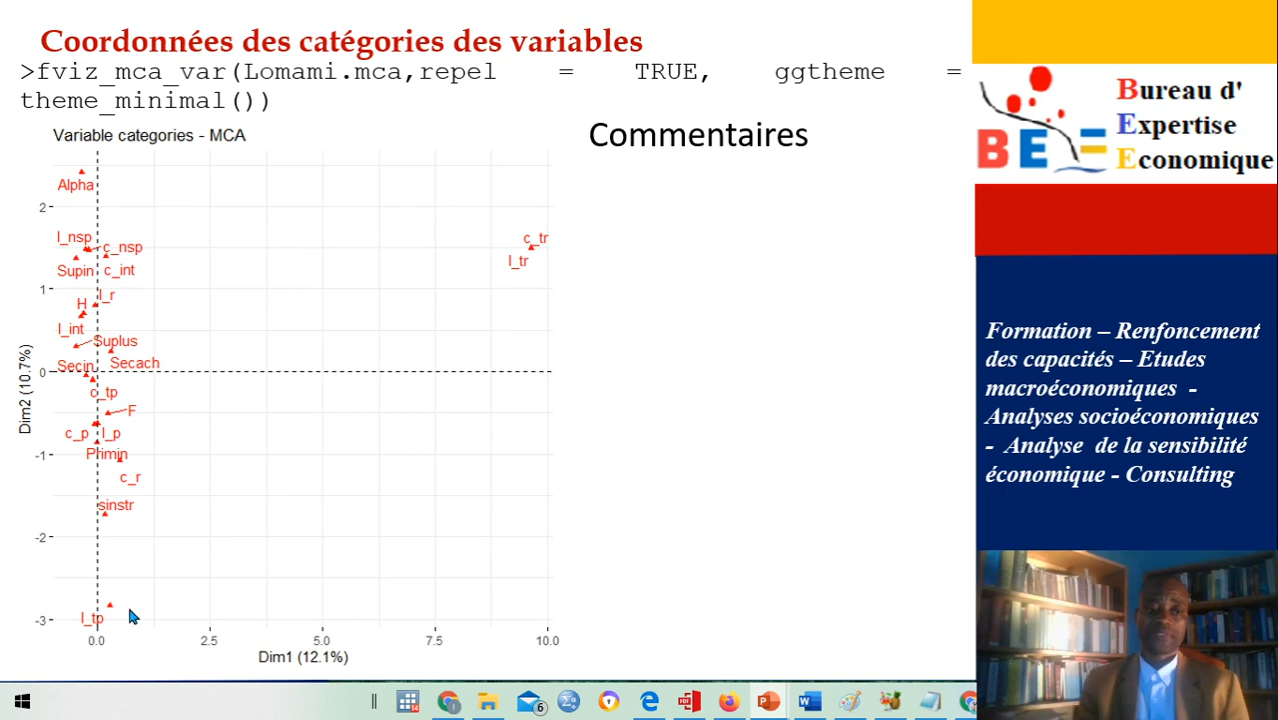 Coordonnées des catégories des variables
>fviz_mca_var(Lomami.mca,repel = TRUE, ggtheme =
theme_minimal())
Variable categories - MCA
Commentaires
Alpha
2
l_nsp
c_nsp
Supin
c_int
c_tr
l_tr
1
H
l_r
l_int
Suplus
Secin
Secach
0
c_tp
F
c_p
l_p
-1
Primin
c_r
sinstr
-2
-3
l_tp
0.0
2.5
5.0
7.5
10.0
Dim1 (12.1%)
Dim2 (10.7%)
BE
Bureau d'
Expertise
Economique
Formation – Renfoncement
des capacités – Etudes
macroéconomiques -
Analyses socioéconomiques
- Analyse de la sensibilité
économique - Consulting
14
6